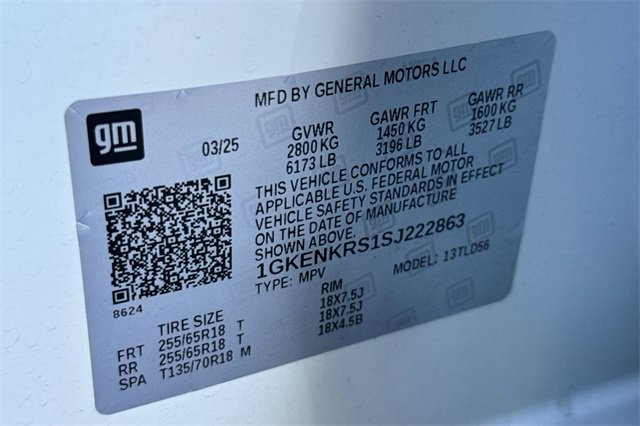 MFD BY GENERAL MOTORS LLC
gm
03/25 GVWR GAWR FRT GAWR RR
2800 KG 1450 KG 1600 KG
6173 LB 3196 LB 3527 LB
THIS VEHICLE CONFORMS TO ALL
APPLICABLE U.S. FEDERAL MOTOR
VEHICLE SAFETY STANDARDS IN EFFECT
ON THE DATE OF MANUFACTURE
SHOWN ABOVE.
1GKENKRS1SJ222863
TYPE: MPV MODEL: 13TLD56
8624
TIRE SIZE RIM
FRT 255/65R18 T 18X7.5J
RR 255/65R18 T 18X7.5J
SPA T135/70R18 M 18X4.5B